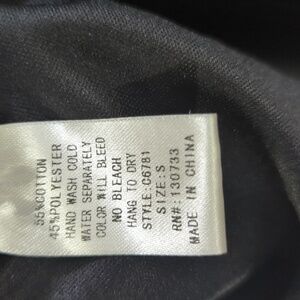 55%COTTON
45%POLYESTER
HAND WASH COLD
WATER SEPARATELY
COLOR WILL BLEED
NO BLEACH
HANG TO DRY
STYLE: C6781
SIZE: S
RN#: 130733
MADE IN CHINA